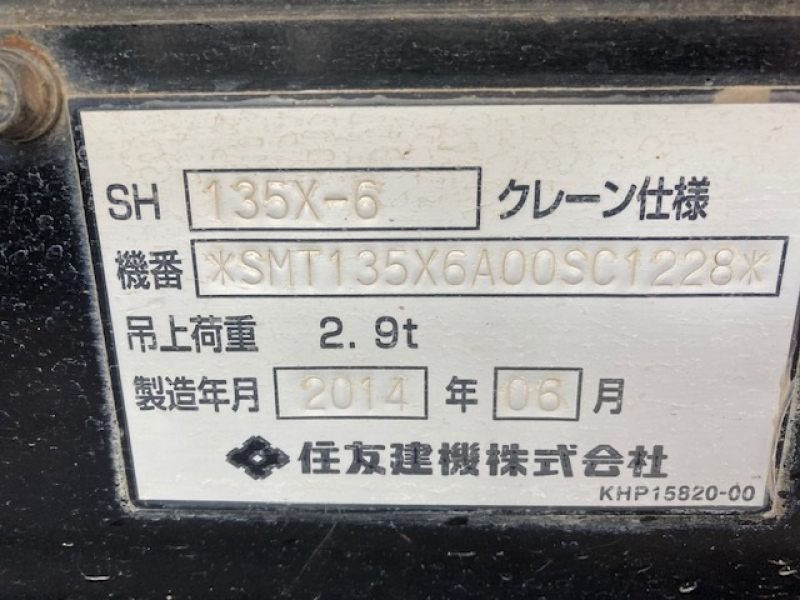 SH 135X-6 クレーン仕様
機番 *SMT135X6A00SC1228*
吊上荷重 2.9t
製造年月 2014 年 06 月
住友建機株式会社
KHP15820-00